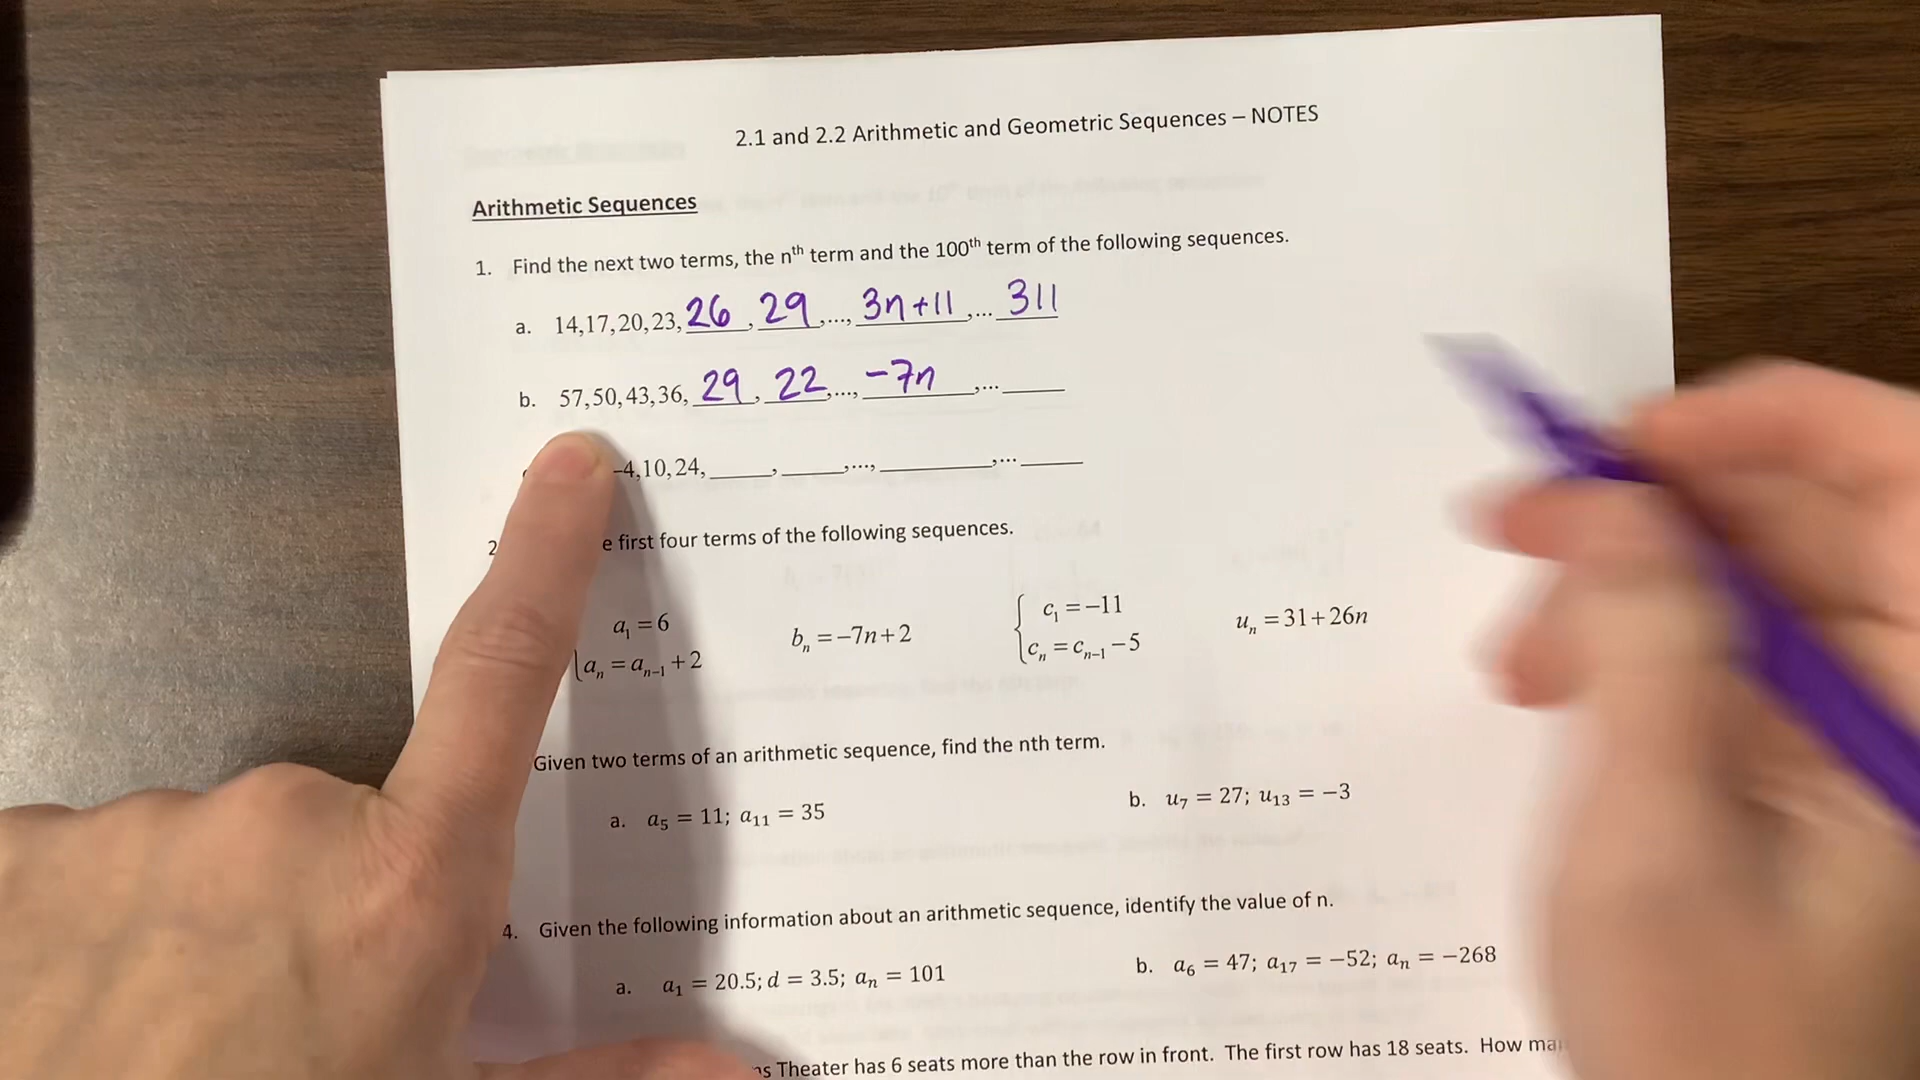 2.1 and 2.2 Arithmetic and Geometric Sequences – NOTES
Arithmetic Sequences
1. Find the next two terms, the nth term and the 100th term of the following sequences.
a. 14,17,20,23, 26 , 29 ,..., 3n+11 ,... 311
b. 57,50,43,36, 29 , 22 ,..., -7n ,... ____
-4,10,24, ____, ____,..., ____,... ____
2 e first four terms of the following sequences.
a₁ = 6
bₙ = -7n+2
{ c₁ = -11
cₙ = cₙ₋₁ - 5
uₙ = 31+26n
aₙ = aₙ₋₁ + 2
Given two terms of an arithmetic sequence, find the nth term.
a. a₅ = 11; a₁₁ = 35
b. u₇ = 27; u₁₃ = −3
4. Given the following information about an arithmetic sequence, identify the value of n.
a. a₁ = 20.5; d = 3.5; aₙ = 101
b. a₆ = 47; a₁₇ = −52; aₙ = −268
Theater has 6 seats more than the row in front. The first row has 18 seats. How